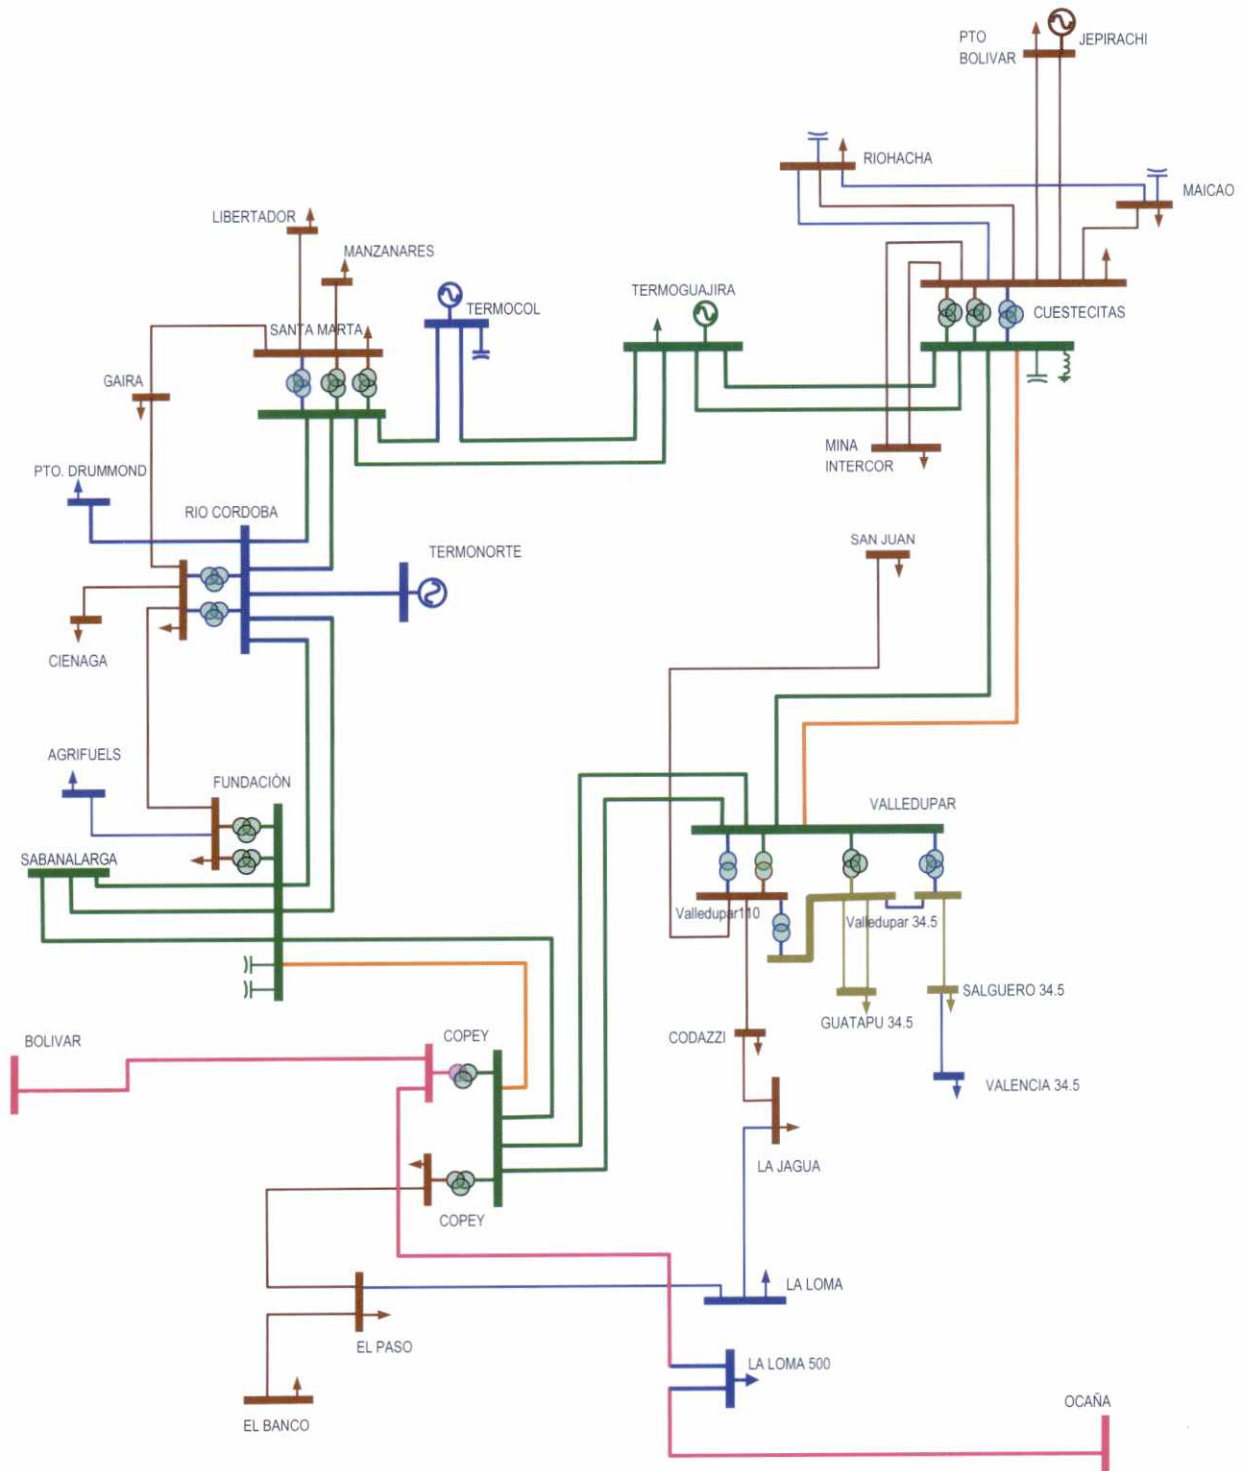 PTO
BOLIVAR
JEPIRACHI
RIOHACHA
MAICAO
LIBERTADOR
MANZANARES
TERMOCOL
TERMOGUAJIRA
CUESTECITAS
SANTA MARTA
GAIRA
MINA
INTERCOR
PTO. DRUMMOND
RIO CORDOBA
TERMONORTE
SAN JUAN
CIENAGA
AGRIFUELS
FUNDACIÓN
VALLEDUPAR
SABANALARGA
Valledupar110
Valledupar 34.5
SALGUERO 34.5
GUATAPU 34.5
BOLIVAR
COPEY
CODAZZI
VALENCIA 34.5
LA JAGUA
COPEY
LA LOMA
EL PASO
LA LOMA 500
OCAÑA
EL BANCO